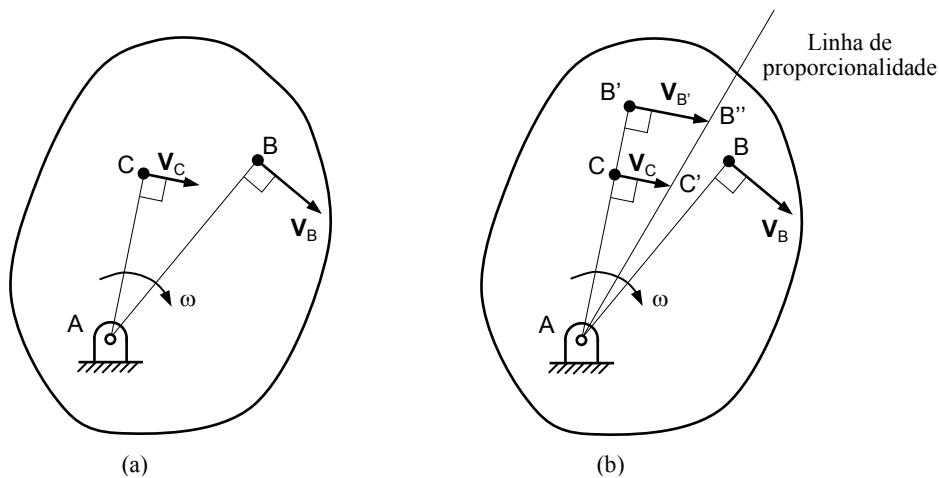 C
V_C
B
V_B
ω
A
(a)
Linha de
proporcionalidade
B'
V_B'
B''
C
V_C
C'
B
V_B
ω
A
(b)